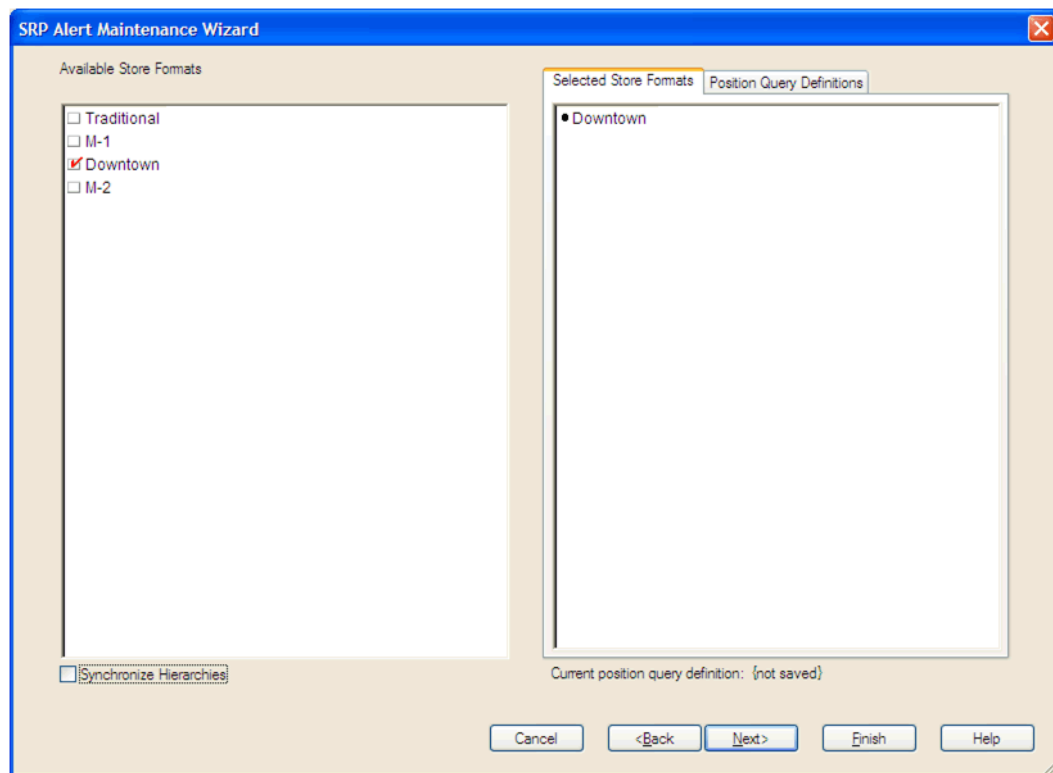 SRP Alert Maintenance Wizard
Available Store Formats
Traditional
M-1
Downtown
M-2
Synchronize Hierarchies
Selected Store Formats
Position Query Definitions
Downtown
Current position query definition: {not saved}
Cancel
<Back
Next>
Finish
Help